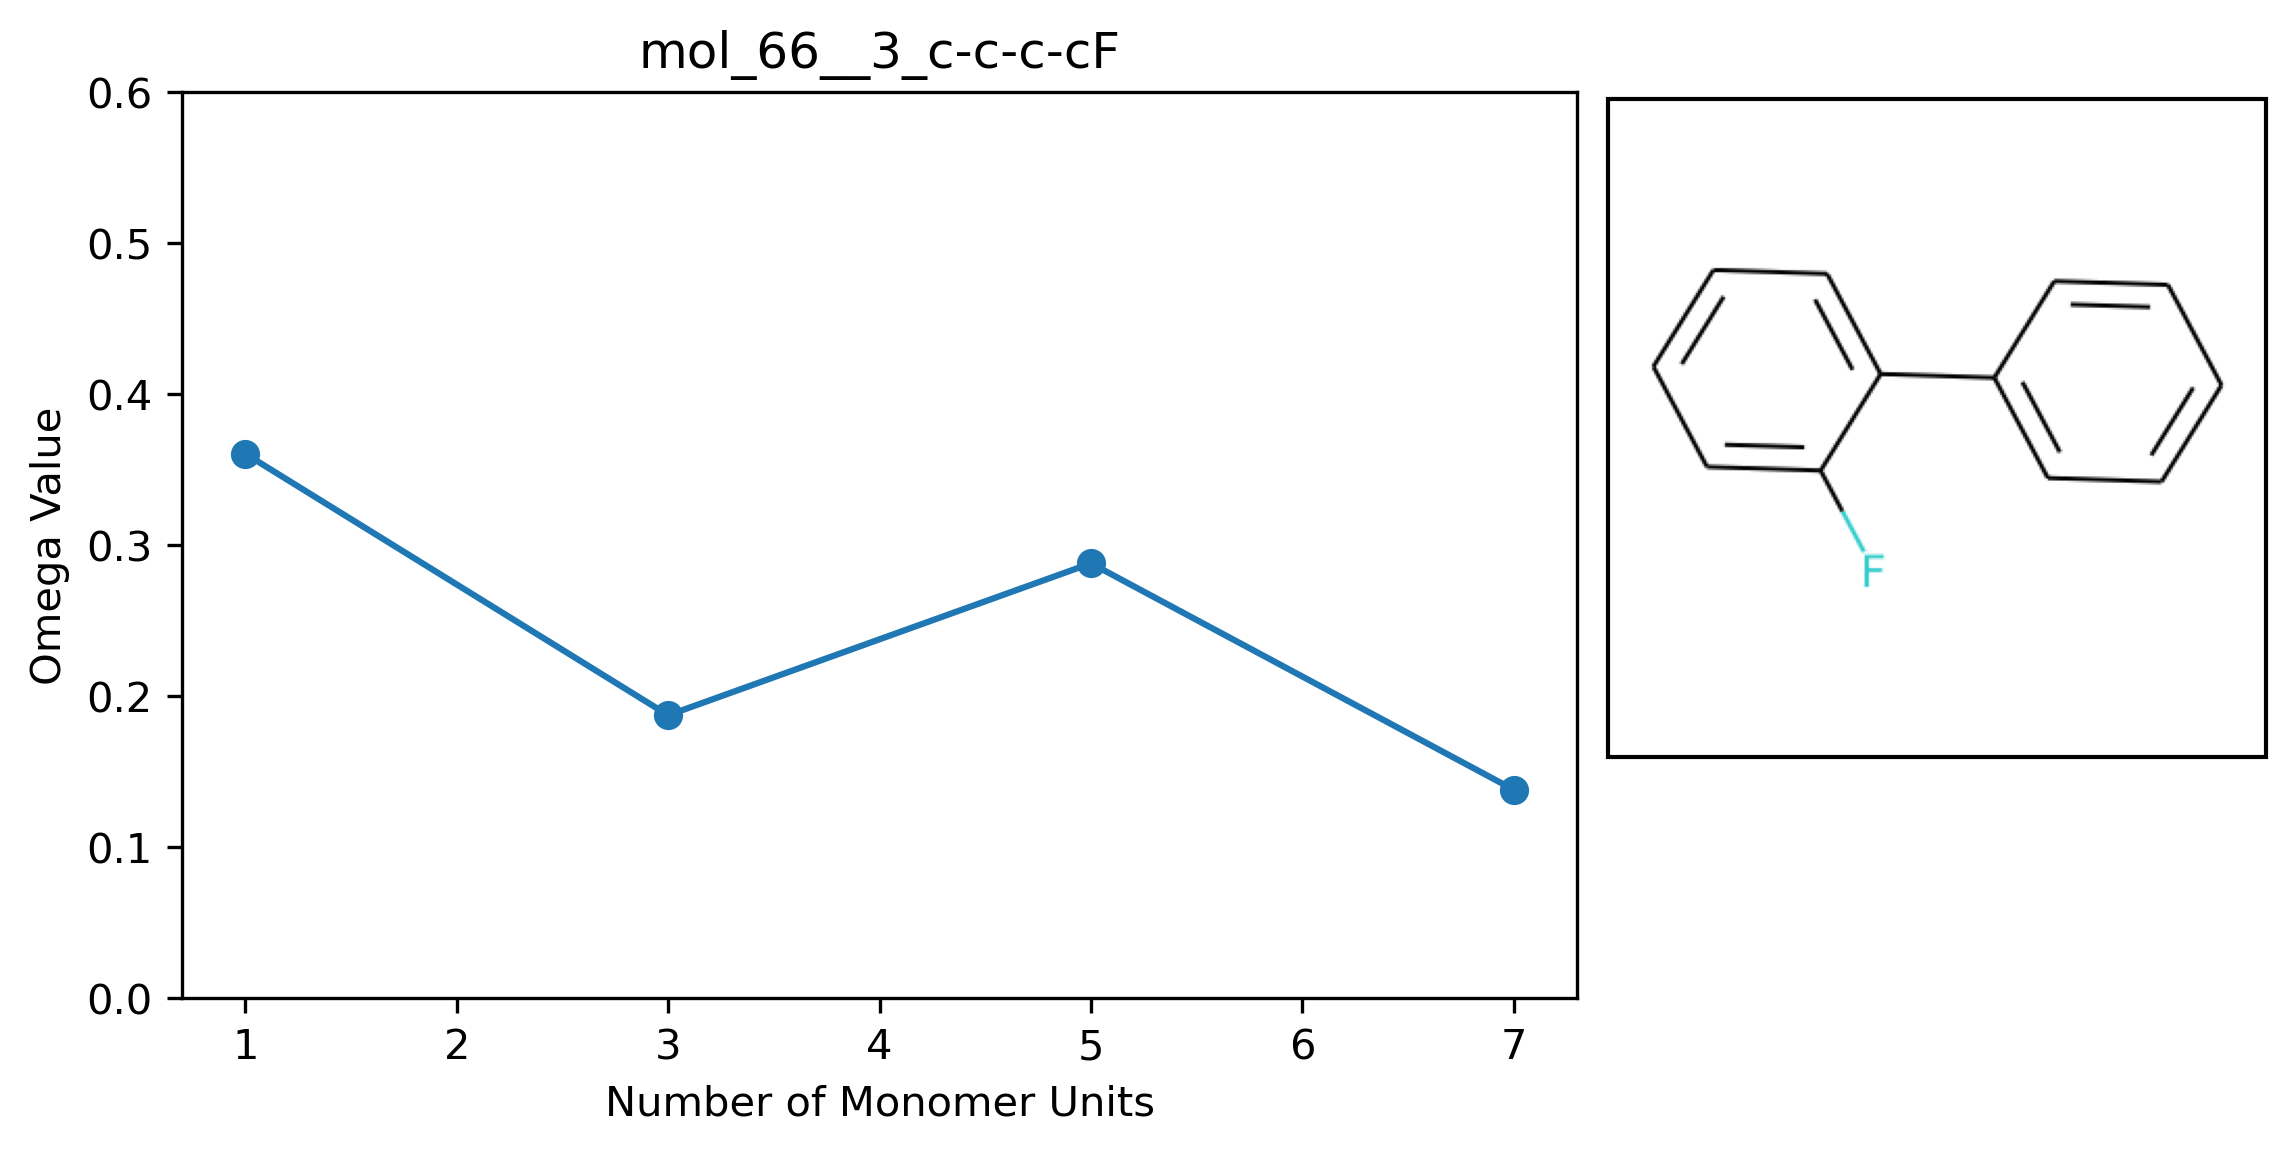 mol_66__3_c-c-c-cF
0.6
0.5
0.4
0.3
0.2
0.1
0.0
Omega Value
1 2 3 4 5 6 7
Number of Monomer Units
F